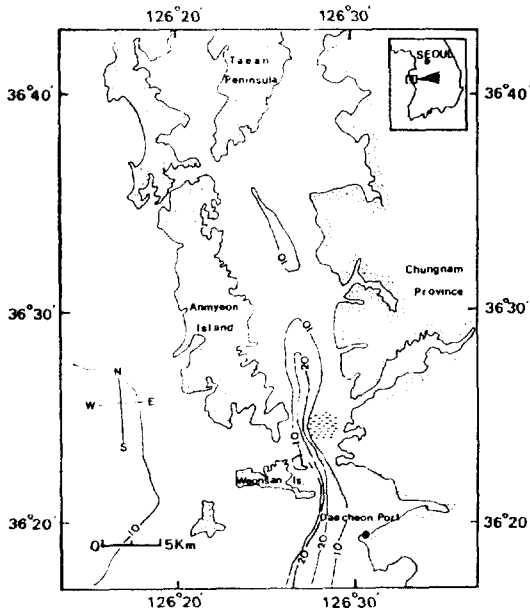 126°20' 126°30'
SEOUL
Taean
Peninsula
36°40' 36°40'
10
Chungnam
Province
Anmyeon
Island
36°30' 36°30'
10
20
N
W E
S
10
Weonsan Is.
Daecheon Port
36°20' 36°20'
10
20
20
10
0 5Km
126°20' 126°30'